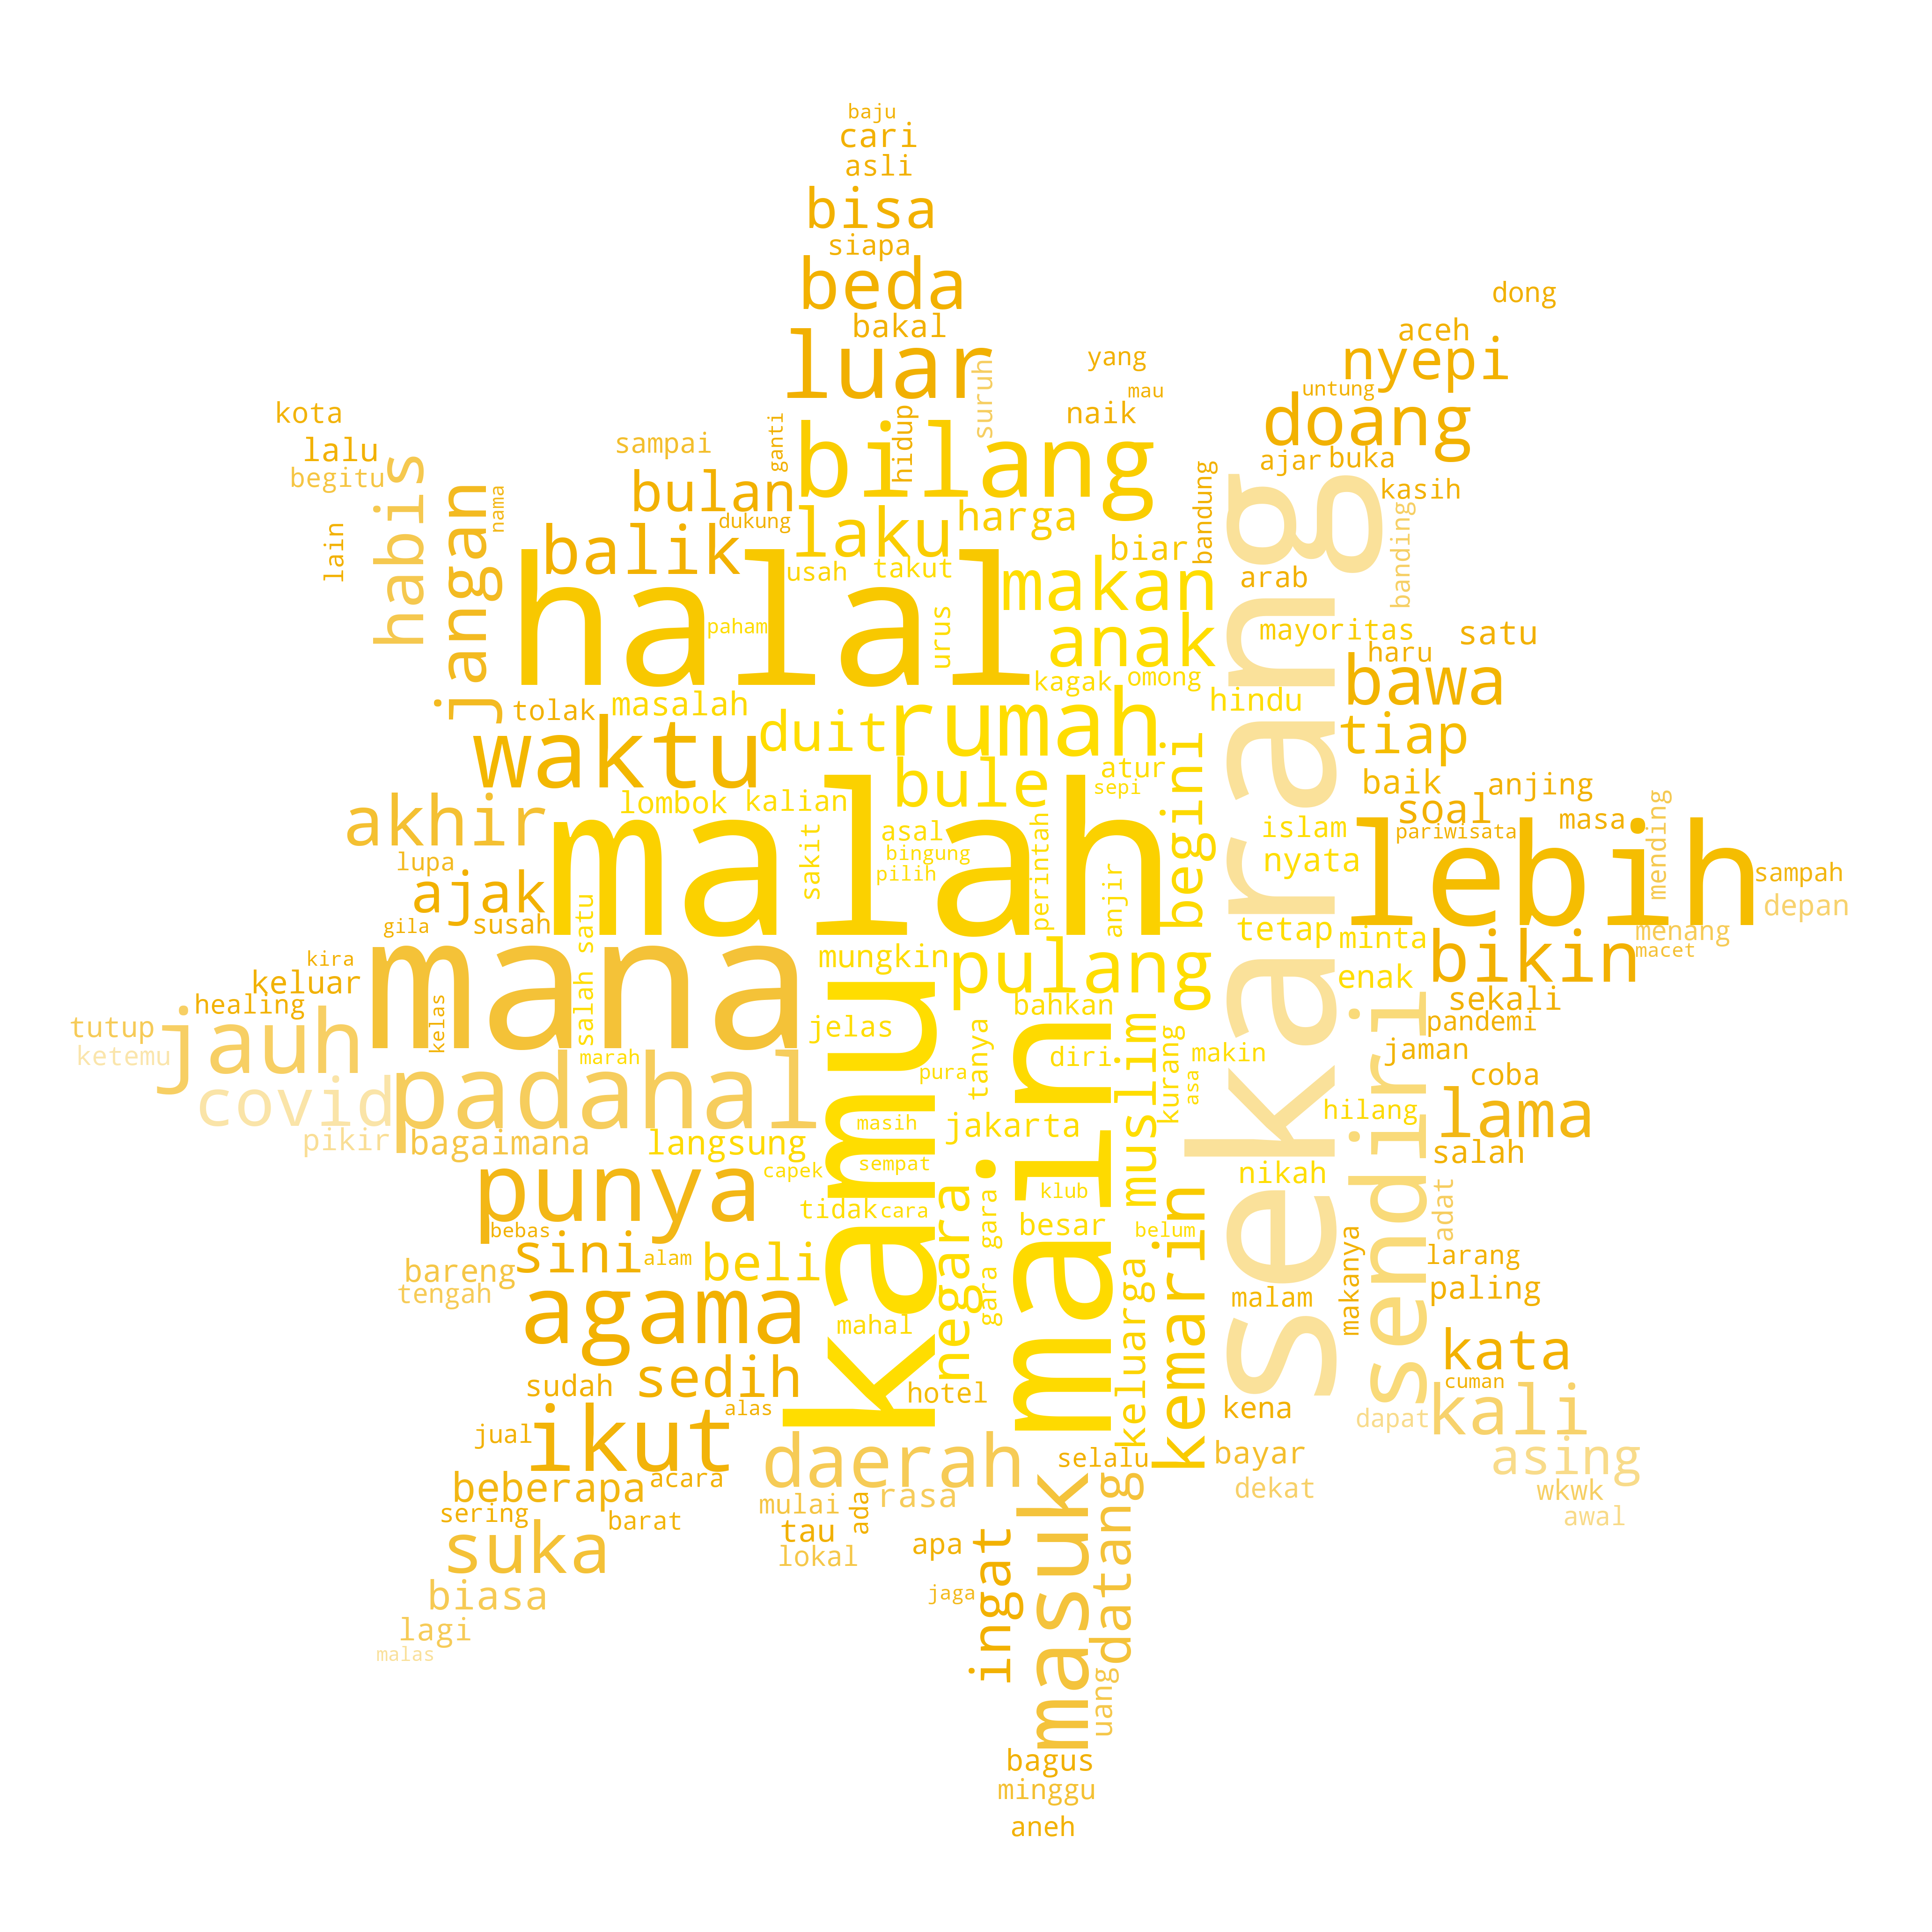 baju
cari
asli
bisa
siapa
beda
dong
bakal
aceh
luar
yang
nyepi
suruh
mau
untung
kota
naik
doang
lalu
sampai
ganti
hidup
bilang
ajar
buka
begitu
habis
jangan
nama
bulan
dukung
harga
bandung
kasih
lain
balik
laku
biar
banding
usah
takut
makan
arab
halal
paham
urus
anak
mayoritas
satu
haru
kagak
omong
hindu
bawa
tolak
masalah
duit
rumah
tiap
waktu
bule
atur
sepi
baik
anjing
lombok
kalian
begini
soal
masa
akhir
asal
islam
pariwisata
mending
lupa
sakit
bingung
perintah
nyata
malah
lebih
sampah
ajak
pilih
anjir
sekarang
depan
gila
susah
salah satu
tetap
minta
menang
mana
mungkin
pulang
bikin
macet
kira
keluar
enak
healing
kelas
bahkan
sekali
tutup
jauh
jelas
muslim
pandemi
ketemu
marah
tanya
diri
kurang
makin
jaman
pura
covid
padahal
asa
coba
masih
jakarta
hilang
lama
pikir
bagaimana
langsung
salah
capek
sempat
nikah
punya
klub
sendiri
adat
tidak
cara
negara
gara gara
besar
belum
bebas
sini
alam
beli
kamu
main
larang
bareng
keluarga
kemarin
malam
makanya
paling
tengah
agama
mahal
kata
sudah
sedih
hotel
cuman
alas
kena
dapat
kali
jual
ikut
daerah
selalu
bayar
asing
beberapa
acara
dekat
wkwk
sering
barat
mulai
ada
rasa
masuk
datang
awal
tau
suka
lokal
apa
ingat
biasa
jaga
lagi
malas
uang
bagus
minggu
aneh